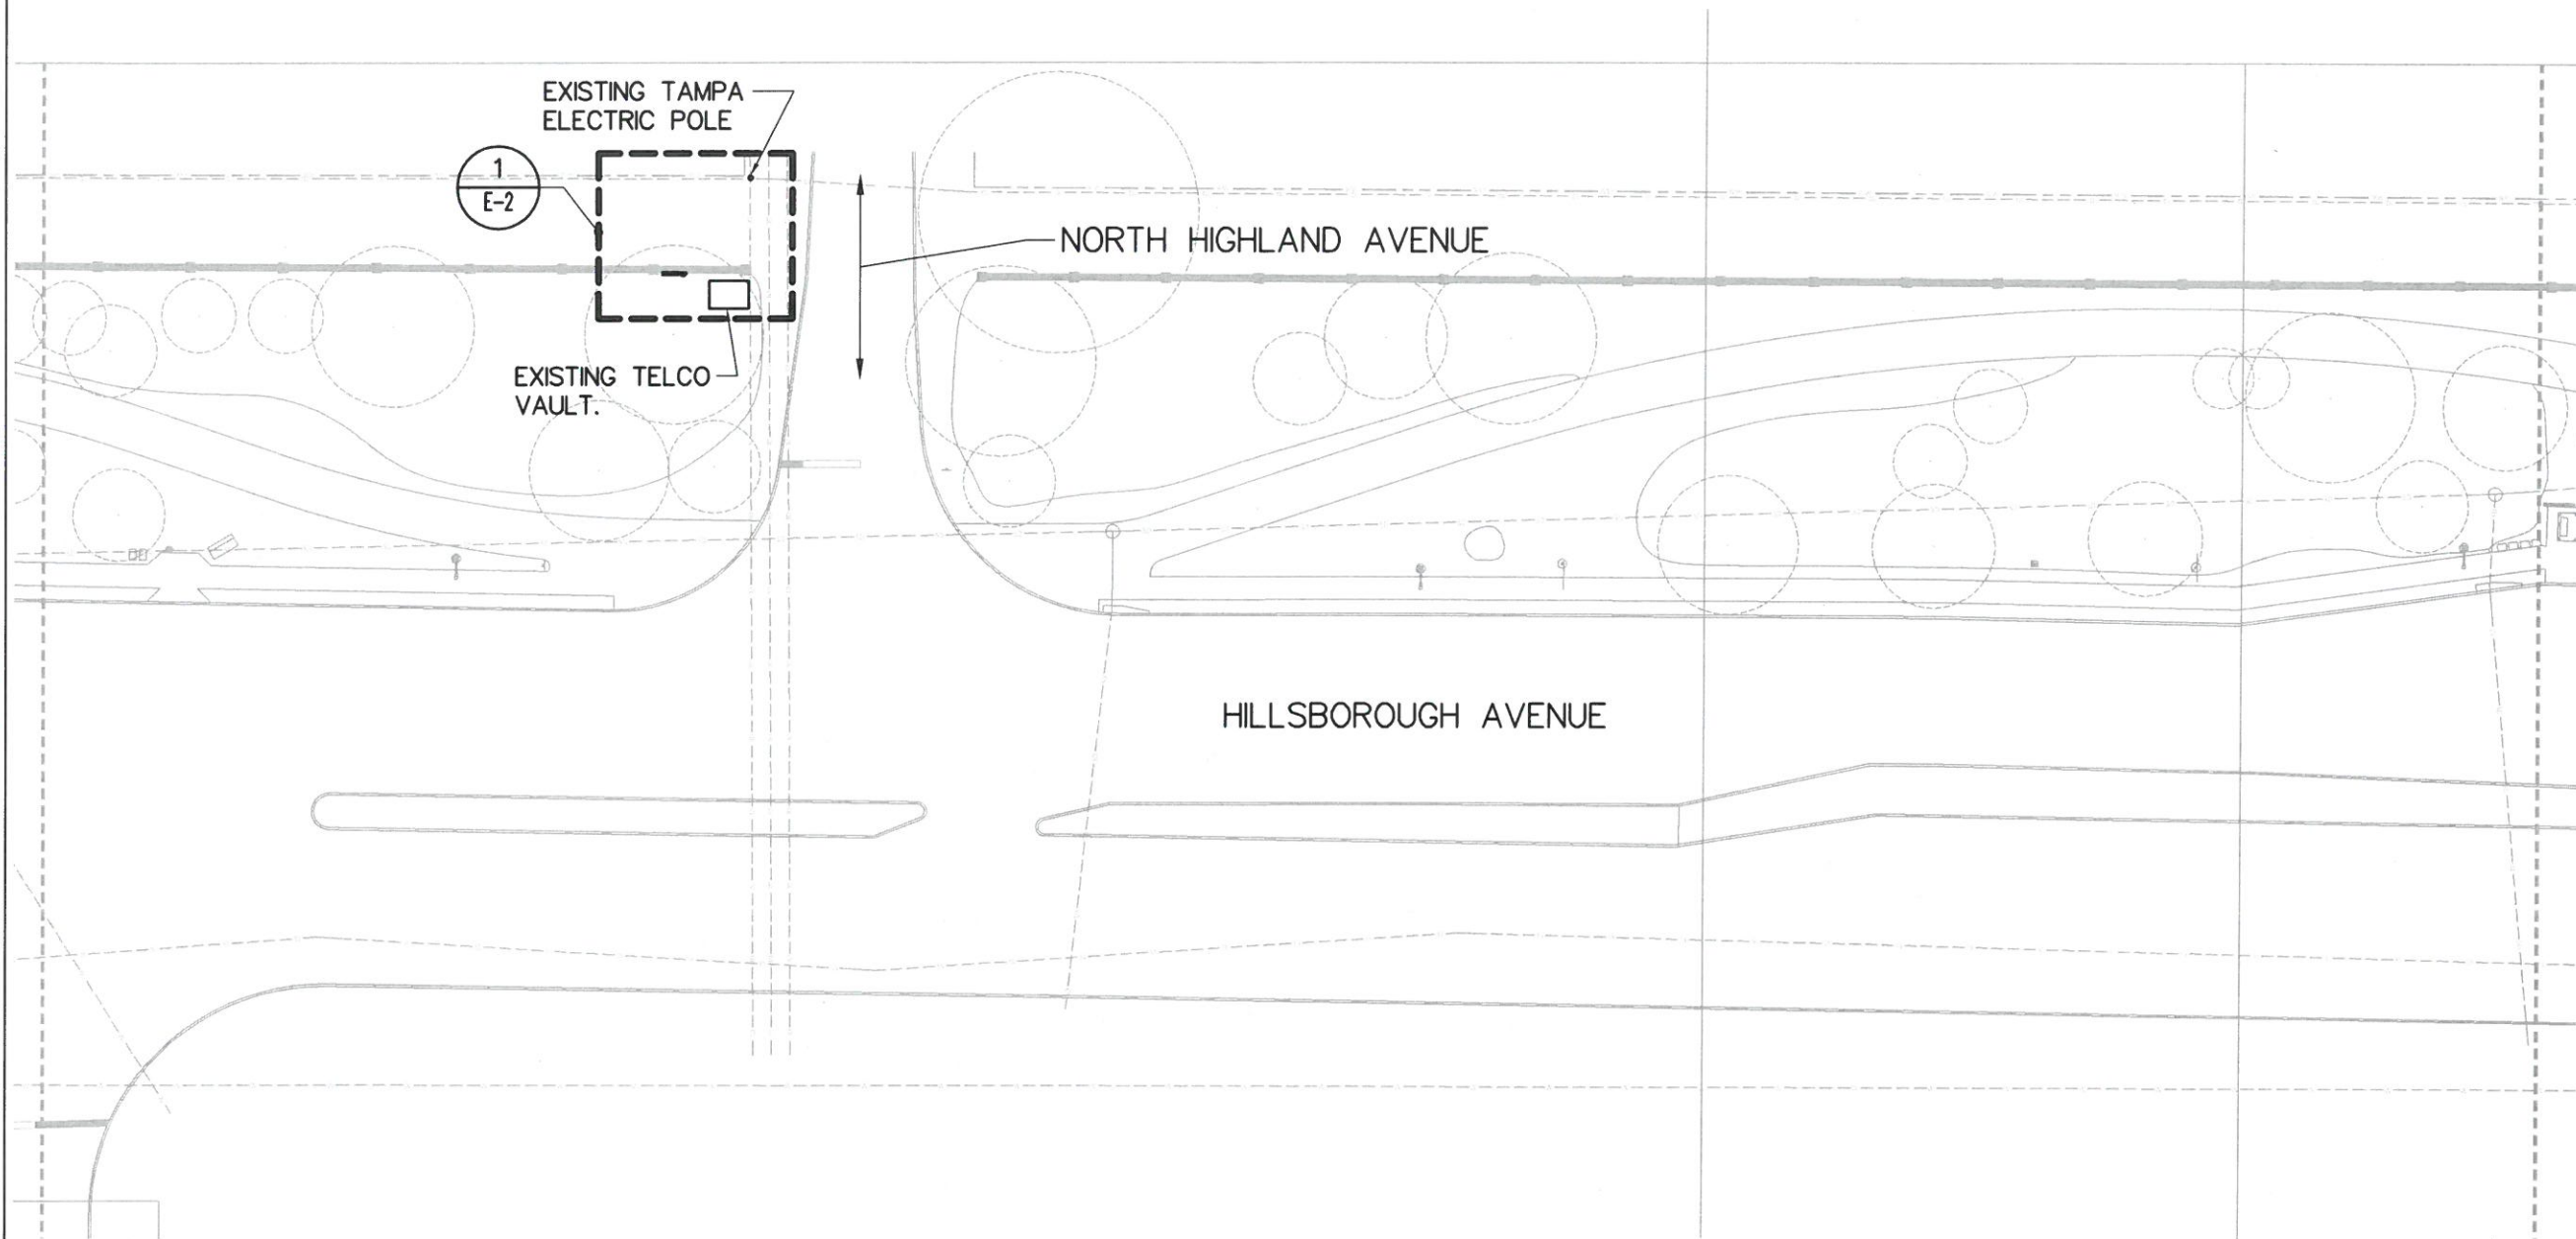 EXISTING TAMPA
ELECTRIC POLE
1
E-2
NORTH HIGHLAND AVENUE
EXISTING TELCO
VAULT.
HILLSBOROUGH AVENUE